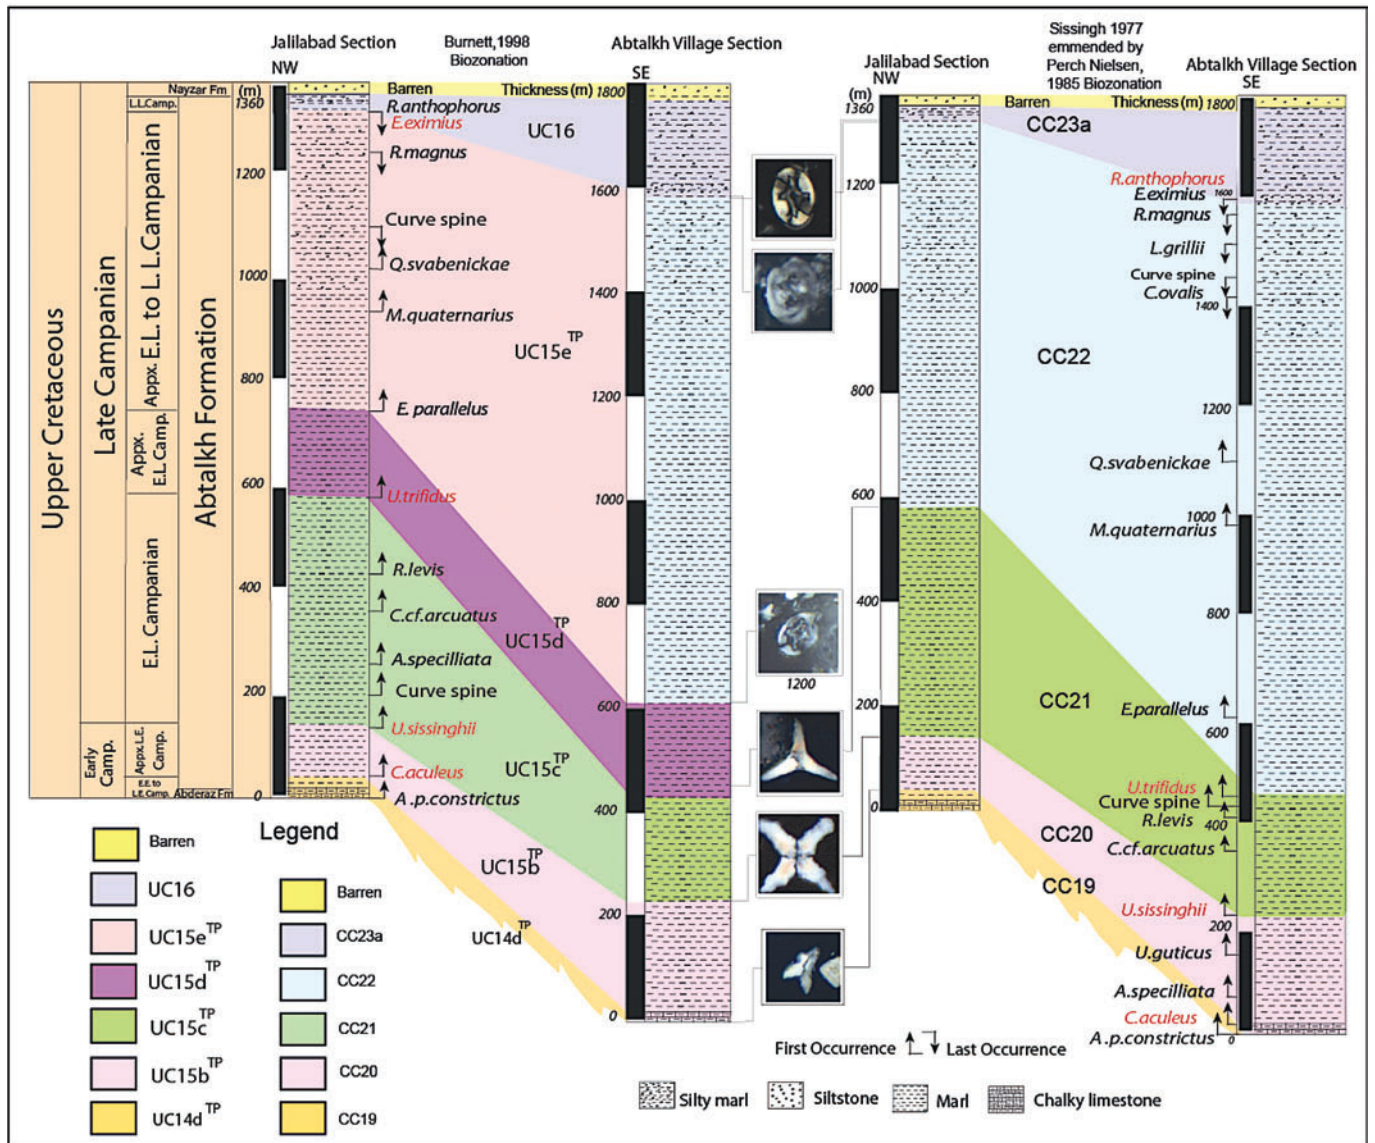 Jalilabad Section
NW
Burnett,1998
Biozonation
Abtalkh Village Section
SE
Jalilabad Section
NW
Sissingh 1977
emmended by
Perch Nielsen,
1985 Biozonation
Abtalkh Village Section
SE
Upper Cretaceous
Late Campanian
Early
Camp.
L.L.Camp.
Appx. E.L. to L.L.Campanian
Appx.
E.L Camp.
E.L. Campanian
Appx.L.E.
Camp.
E.E. to
L.E. Camp.
Nayzar Fm
Abtalkh Formation
Abderaz Fm
(m)
1360
1200
1000
800
600
400
200
0
Barren
Thickness (m)
R.anthophorus
E.eximius
R.magnus
Curve spine
Q.svabenickae
M.quaternarius
E. parallelus
U.trifidus
R.levis
C.cf.arcuatus
A.specilliata
Curve spine
U.sissinghii
C.aculeus
A.p.constrictus
UC16
UC15e TP
UC15d TP
UC15c TP
UC15b TP
UC14d TP
1800
1600
1400
1200
1000
800
600
400
200
0
1200
(m)
1360
1200
1000
800
600
400
200
0
Barren
Thickness (m)
CC23a
CC22
CC21
CC20
CC19
R.anthophorus
E.eximius
R.magnus
L.grillii
Curve spine
C.ovalis
Q.svabenickae
M.quaternarius
E.parallelus
U.trifidus
Curve spine
R.levis
C.cf.arcuatus
U.sissinghii
U.guticus
A.specilliata
C.aculeus
A.p.constrictus
1800
1600
1400
1200
1000
800
600
400
200
0
Legend
Barren
UC16
UC15e TP
UC15d TP
UC15c TP
UC15b TP
UC14d TP
Barren
CC23a
CC22
CC21
CC20
CC19
First Occurrence
Last Occurrence
Silty marl
Siltstone
Marl
Chalky limestone